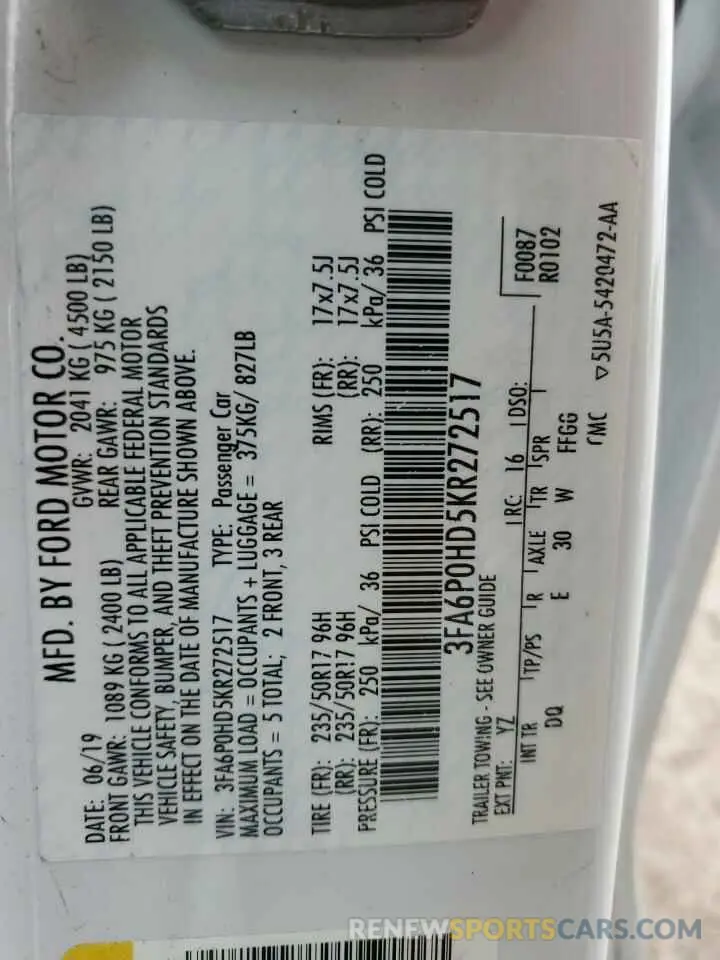 MFD. BY FORD MOTOR CO.
DATE: 06/19 GVWR: 2041 KG ( 4500 LB)
FRONT GAWR: 1089 KG ( 2400 LB) REAR GAWR: 975 KG ( 2150 LB)
THIS VEHICLE CONFORMS TO ALL APPLICABLE FEDERAL MOTOR
VEHICLE SAFETY, BUMPER, AND THEFT PREVENTION STANDARDS
IN EFFECT ON THE DATE OF MANUFACTURE SHOWN ABOVE.
VIN: 3FA6P0HD5KR272517 TYPE: Passenger Car
MAXIMUM LOAD = OCCUPANTS + LUGGAGE = 375KG/ 827LB
OCCUPANTS = 5 TOTAL; 2 FRONT, 3 REAR
TIRE (FR): 235/50R17 96H RIMS (FR): 17x7.5J
(RR): 235/50R17 96H (RR): 17x7.5J
PRESSURE (FR): 250 kPa/ 36 PSI COLD (RR): 250 kPa/ 36 PSI COLD
3FA6P0HD5KR272517
TRAILER TOWING - SEE OWNER GUIDE
F0087
EXT PNT: YZ RC: 16 DSO: R0102
INT TR TP/PS R AXLE TR SPR
DQ E 30 W FFGG
FMC ▽5U5A-5420472-AA
RENEWSPORTSCARS.COM